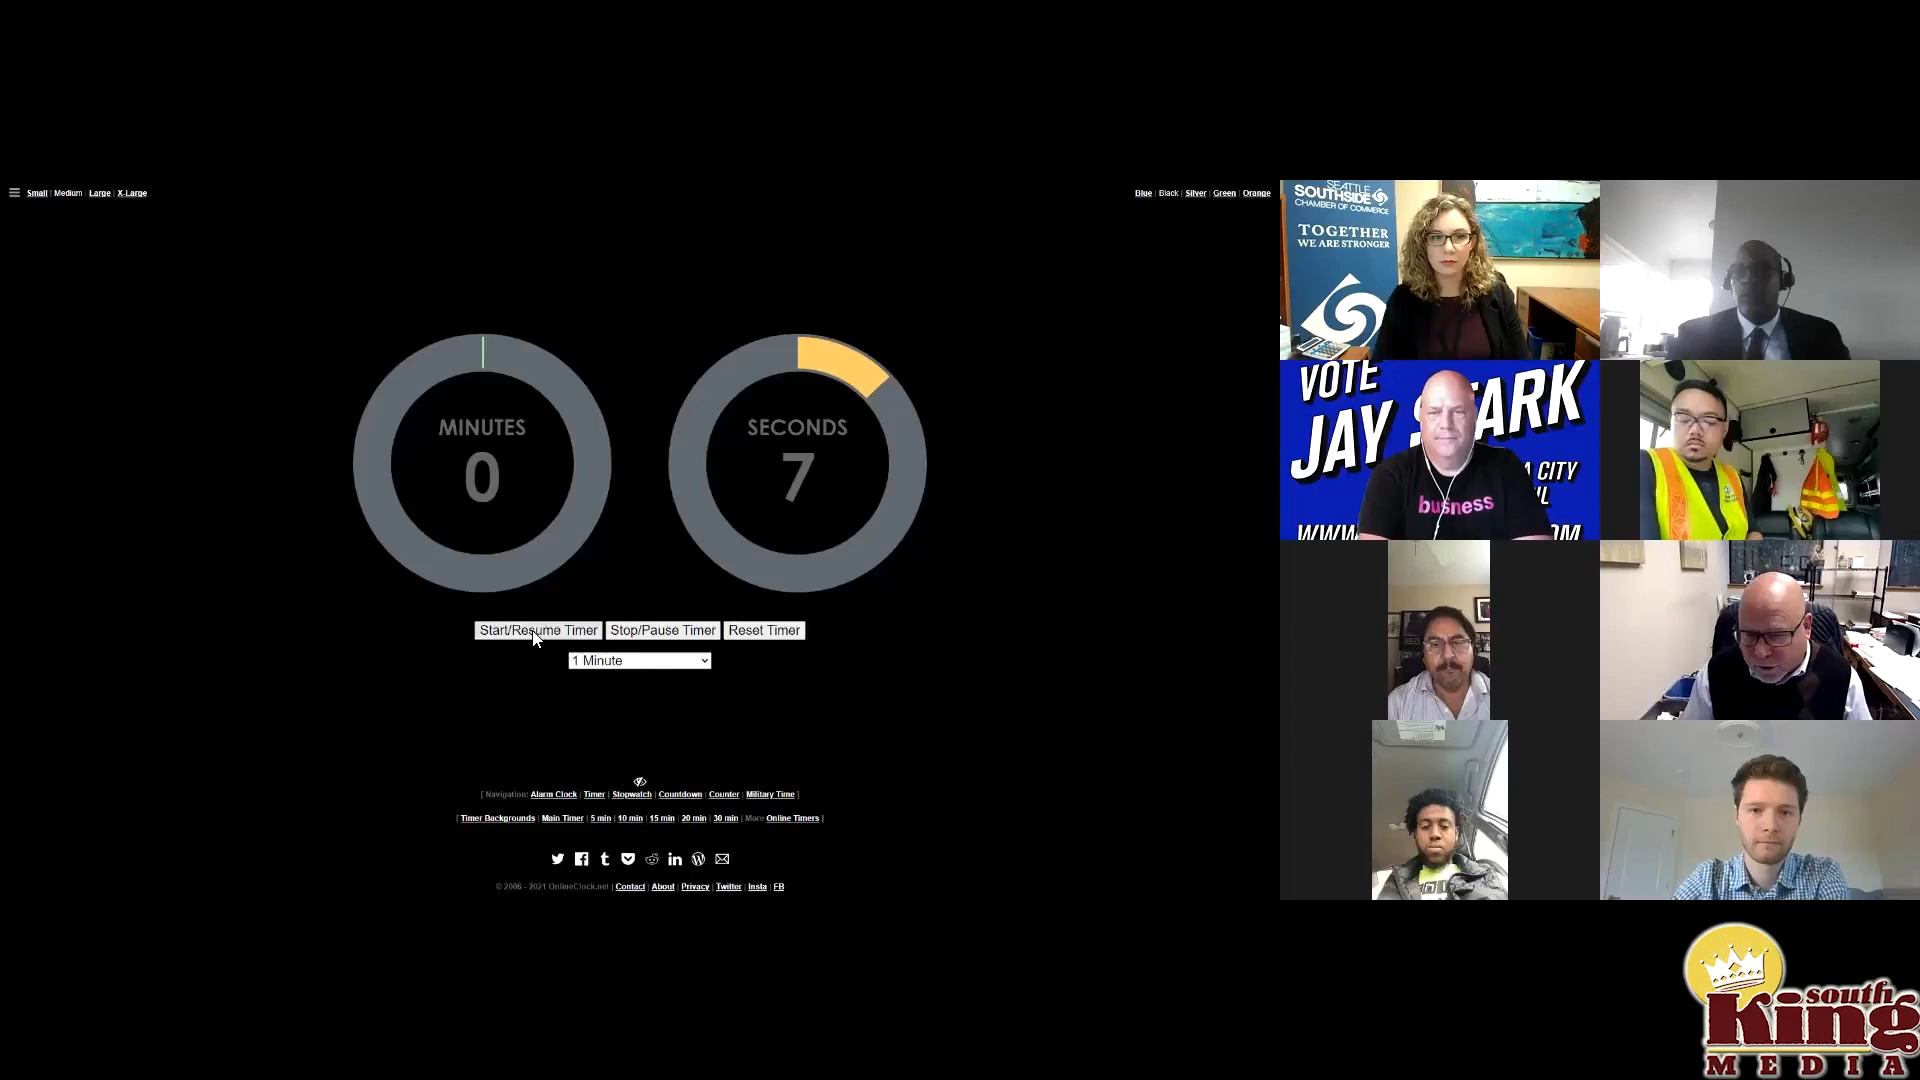 Small | Medium | Large | X-Large
Blue | Black | Silver | Green | Orange
MINUTES
0
SECONDS
7
Start/Resume Timer
Stop/Pause Timer
Reset Timer
1 Minute
[ Navigation: Alarm Clock | Timer | Stopwatch | Countdown | Counter | Military Time ]
[ Timer Backgrounds | Main Timer | 5 min | 10 min | 15 min | 20 min | 30 min | More Online Timers ]
© 2006 - 2021 OnlineClock.net | Contact | About | Privacy | Twitter | Insta | FB
SEATTLE
SOUTHSIDE
CHAMBER OF COMMERCE
TOGETHER
WE ARE STRONGER
VOTE
JAY
CITY
WWW
business
south
King
MEDIA